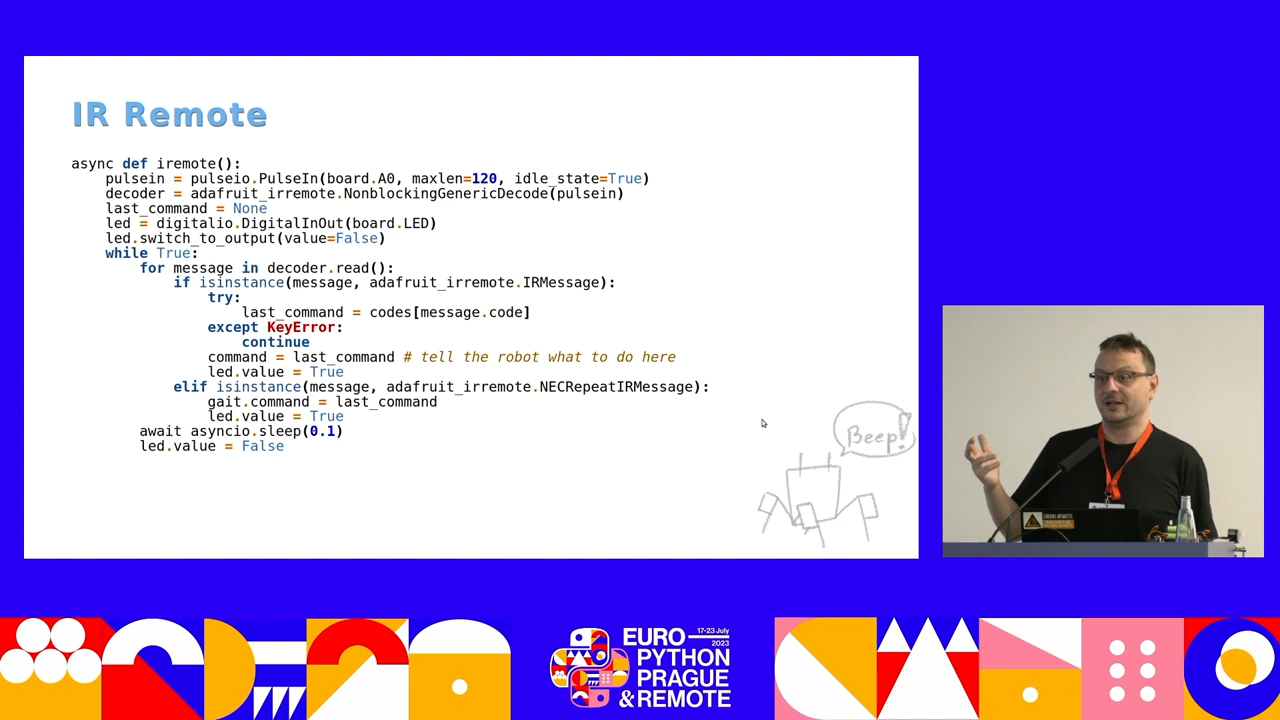 IR Remote
async def iremote():
    pulsein = pulseio.PulseIn(board.A0, maxlen=120, idle_state=True)
    decoder = adafruit_irremote.NonblockingGenericDecode(pulsein)
    last_command = None
    led = digitalio.DigitalInOut(board.LED)
    led.switch_to_output(value=False)
    while True:
        for message in decoder.read():
            if isinstance(message, adafruit_irremote.IRMessage):
                try:
                    last_command = codes[message.code]
                except KeyError:
                    continue
                command = last_command # tell the robot what to do here
                led.value = True
            elif isinstance(message, adafruit_irremote.NECRepeatIRMessage):
                gait.command = last_command
                led.value = True
        await asyncio.sleep(0.1)
        led.value = False
Beep!
EURO
17-23 July
2023
PYTHON
PRAGUE
& REMOTE